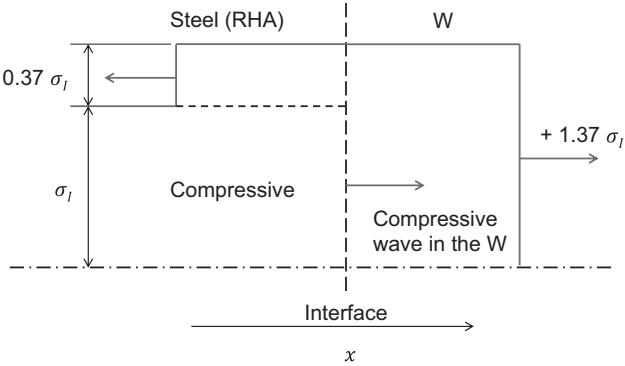 Steel (RHA)
W
0.37 σ_I
+ 1.37 σ_I
σ_I
Compressive
Compressive
wave in the W
Interface
x